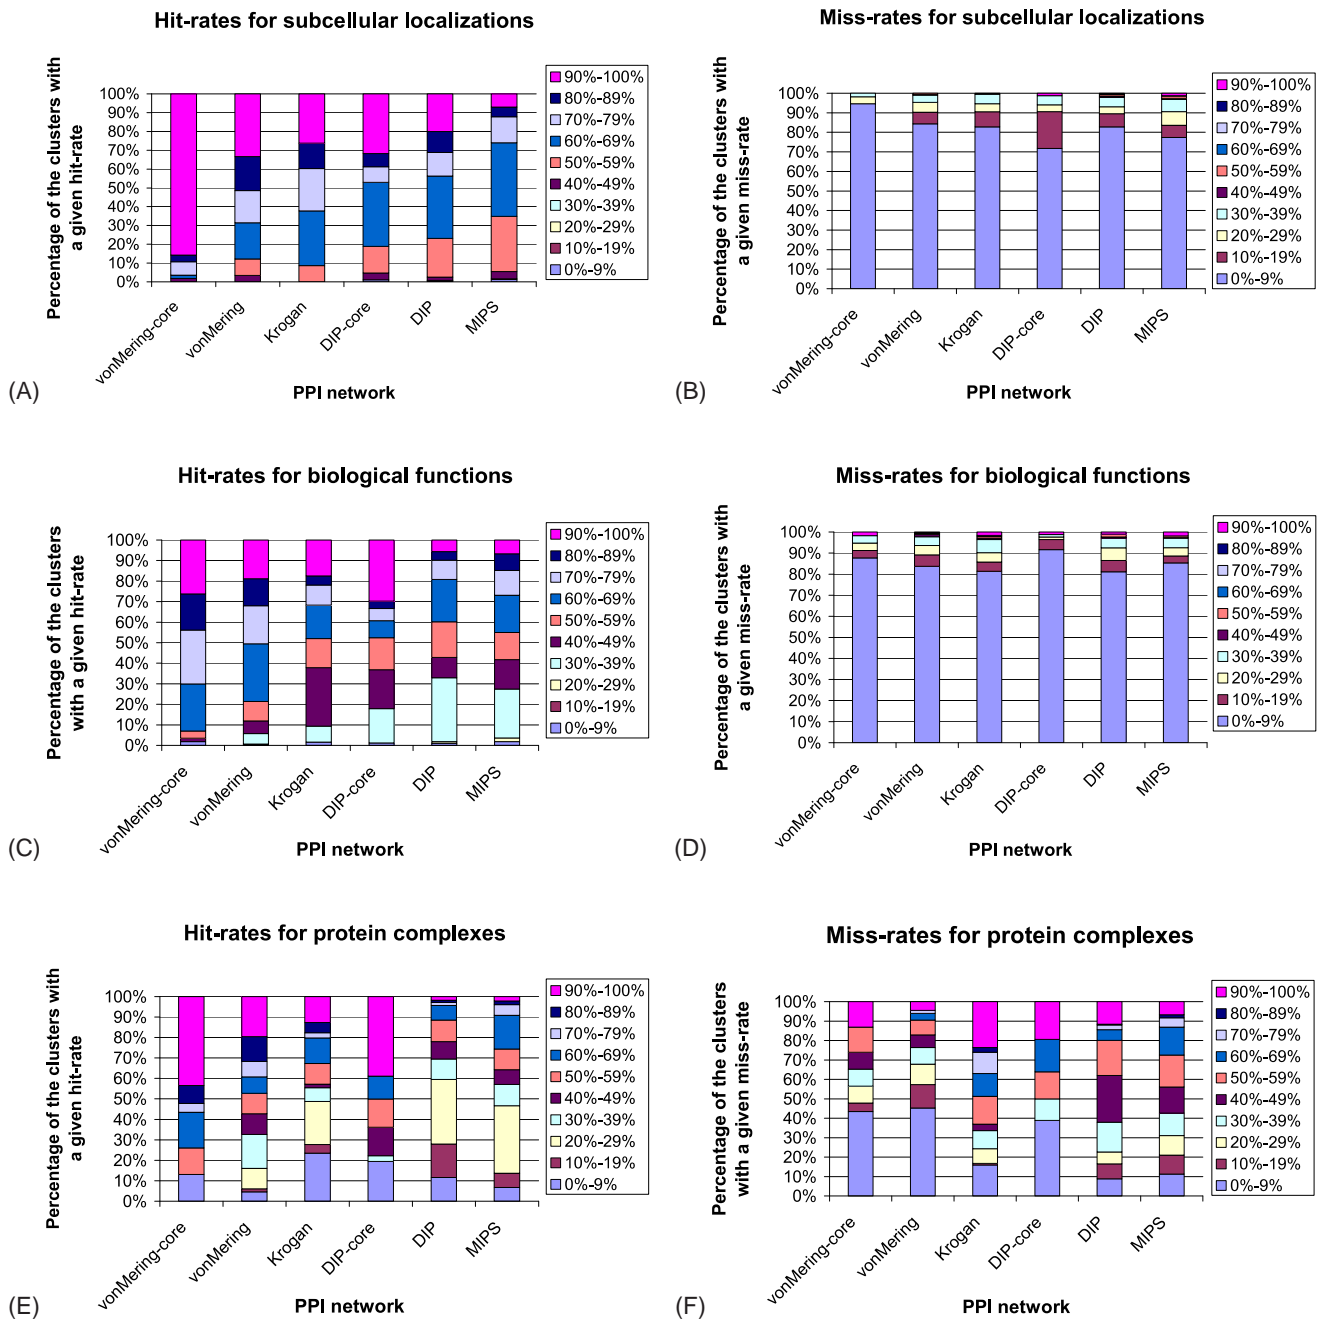 Hit-rates for subcellular localizations
Percentage of the clusters with
a given hit-rate
100%
90%
80%
70%
60%
50%
40%
30%
20%
10%
0%
90%-100%
80%-89%
70%-79%
60%-69%
50%-59%
40%-49%
30%-39%
20%-29%
10%-19%
0%-9%
vonMering-core
vonMering
Krogan
DIP-core
DIP
MIPS
PPI network
(A)
Miss-rates for subcellular localizations
Percentage of the clusters with
a given miss-rate
100%
90%
80%
70%
60%
50%
40%
30%
20%
10%
0%
90%-100%
80%-89%
70%-79%
60%-69%
50%-59%
40%-49%
30%-39%
20%-29%
10%-19%
0%-9%
vonMering-core
vonMering
Krogan
DIP-core
DIP
MIPS
PPI network
(B)
Hit-rates for biological functions
Percentage of the clusters
with a given hit-rate
100%
90%
80%
70%
60%
50%
40%
30%
20%
10%
0%
90%-100%
80%-89%
70%-79%
60%-69%
50%-59%
40%-49%
30%-39%
20%-29%
10%-19%
0%-9%
vonMering-core
vonMering
Krogan
DIP-core
DIP
MIPS
PPI network
(C)
Miss-rates for biological functions
Percentage of the clusters with
a given miss-rate
100%
90%
80%
70%
60%
50%
40%
30%
20%
10%
0%
90%-100%
80%-89%
70%-79%
60%-69%
50%-59%
40%-49%
30%-39%
20%-29%
10%-19%
0%-9%
vonMering-core
vonMering
Krogan
DIP-core
DIP
MIPS
PPI network
(D)
Hit-rates for protein complexes
Percentage of the clusters with
a given hit-rate
100%
90%
80%
70%
60%
50%
40%
30%
20%
10%
0%
90%-100%
80%-89%
70%-79%
60%-69%
50%-59%
40%-49%
30%-39%
20%-29%
10%-19%
0%-9%
vonMering-core
vonMering
Krogan
DIP-core
DIP
MIPS
PPI network
(E)
Miss-rates for protein complexes
Percentage of the clusters
with a given miss-rate
100%
90%
80%
70%
60%
50%
40%
30%
20%
10%
0%
90%-100%
80%-89%
70%-79%
60%-69%
50%-59%
40%-49%
30%-39%
20%-29%
10%-19%
0%-9%
vonMering-core
vonMering
Krogan
DIP-core
DIP
MIPS
PPI network
(F)